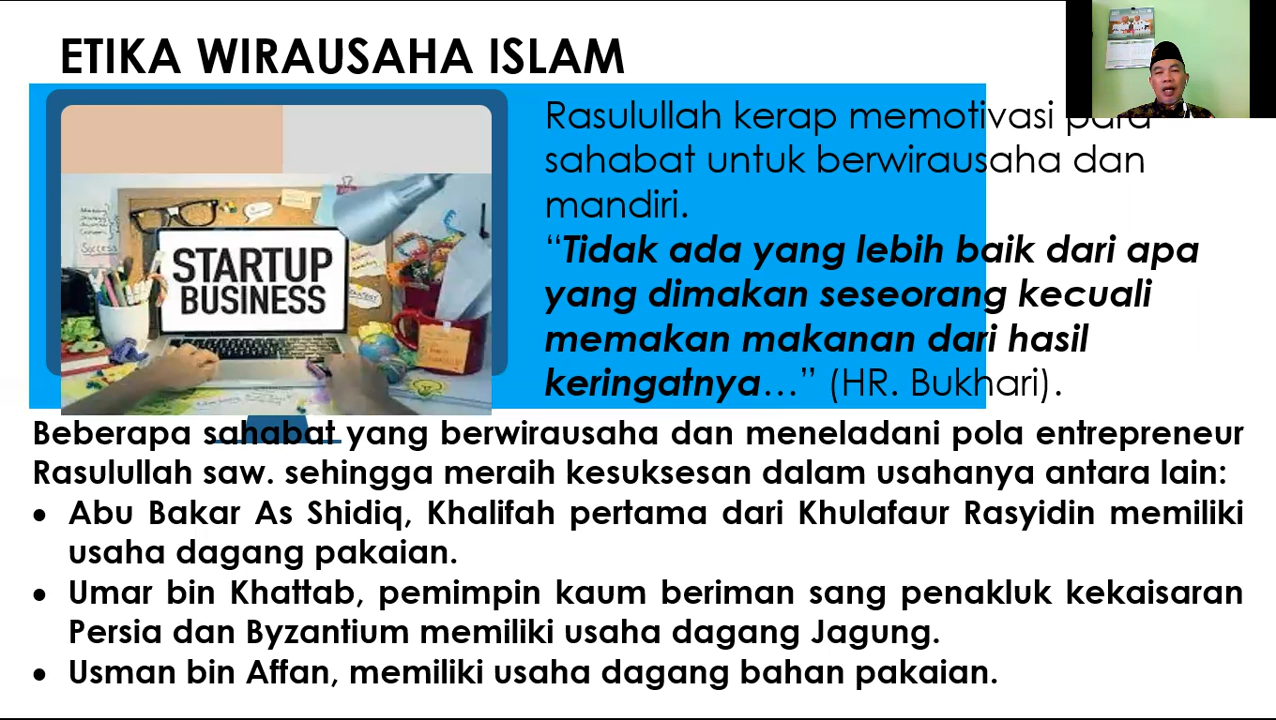 ETIKA WIRAUSAHA ISLAM
Rasulullah kerap memotivasi para
sahabat untuk berwirausaha dan
mandiri.
“Tidak ada yang lebih baik dari apa
yang dimakan seseorang kecuali
memakan makanan dari hasil
keringatnya…” (HR. Bukhari).
Success
STARTUP
BUSINESS
Beberapa sahabat yang berwirausaha dan meneladani pola entrepreneur
Rasulullah saw. sehingga meraih kesuksesan dalam usahanya antara lain:
• Abu Bakar As Shidiq, Khalifah pertama dari Khulafaur Rasyidin memiliki
usaha dagang pakaian.
• Umar bin Khattab, pemimpin kaum beriman sang penakluk kekaisaran
Persia dan Byzantium memiliki usaha dagang Jagung.
• Usman bin Affan, memiliki usaha dagang bahan pakaian.